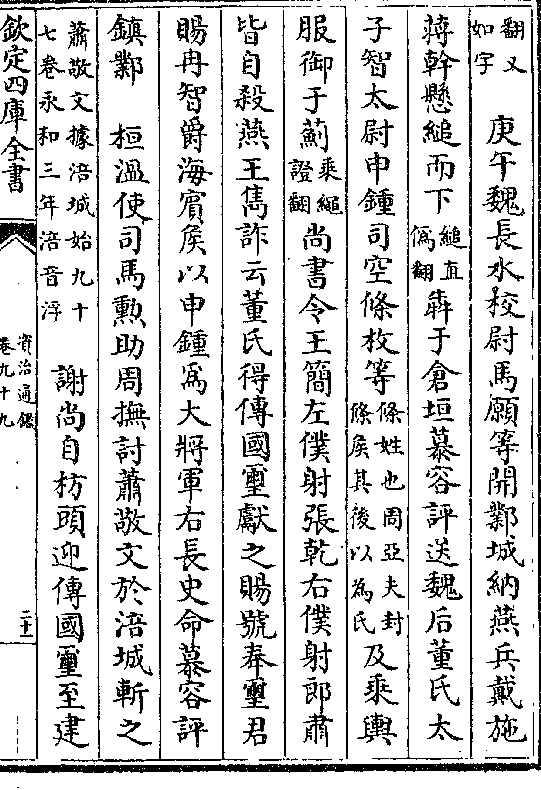 翻又如字 庚午魏長水校尉馬願等開鄴城納燕兵戴施
蔣幹懸縋而下縋直偽翻犇于倉垣慕容評送魏后董氏太
子智太尉申鍾司空條枚等條姓也周亞夫封條侯其後以為氏及乗輿
服御于薊乗繩證翻尚書令王簡左僕射張乾右僕射郎肅
皆自殺燕王雋詐云董氏得傳國璽獻之賜號奉璽君
賜冉智爵海賓侯以申鍾為大將軍右長史命慕容評
鎮鄴 桓溫使司馬勲助周撫討蕭敬文於涪城斬之
蕭敬文據涪城始九十七卷永和三年涪音浮 謝尚自枋頭迎傳國璽至建
欽定四庫全書
資治通鑑
卷九十九
二十一